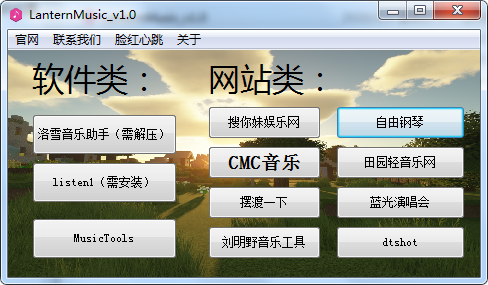 LanternMusic_v1.0
官网 联系我们 脸红心跳 关于
软件类： 网站类：
洛雪音乐助手（需解压）
listen1（需安装）
MusicTools
搜你妹娱乐网
自由钢琴
CMC音乐
田园轻音乐网
摆渡一下
蓝光演唱会
刘明野音乐工具
dtshot